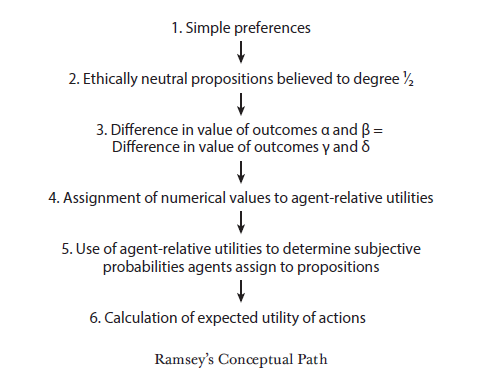 1. Simple preferences
2. Ethically neutral propositions believed to degree ½
3. Difference in value of outcomes α and β =
Difference in value of outcomes γ and δ
4. Assignment of numerical values to agent-relative utilities
5. Use of agent-relative utilities to determine subjective
probabilities agents assign to propositions
6. Calculation of expected utility of actions
Ramsey's Conceptual Path